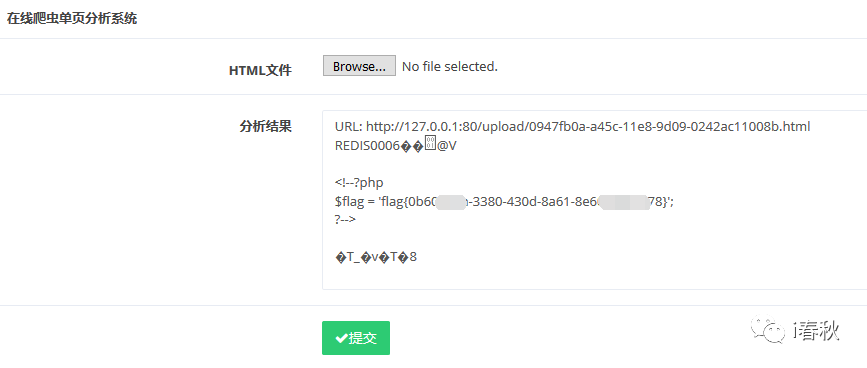 在线爬虫单页分析系统
HTML文件 Browse... No file selected.
分析结果
URL: http://127.0.0.1:80/upload/0947fb0a-a45c-11e8-9d09-0242ac11008b.html
REDIS0006��@V
<!--?php
$flag = 'flag{0b60 -3380-430d-8a61-8e6 78}';
?-->
�T_�v�T�8
提交
i春秋